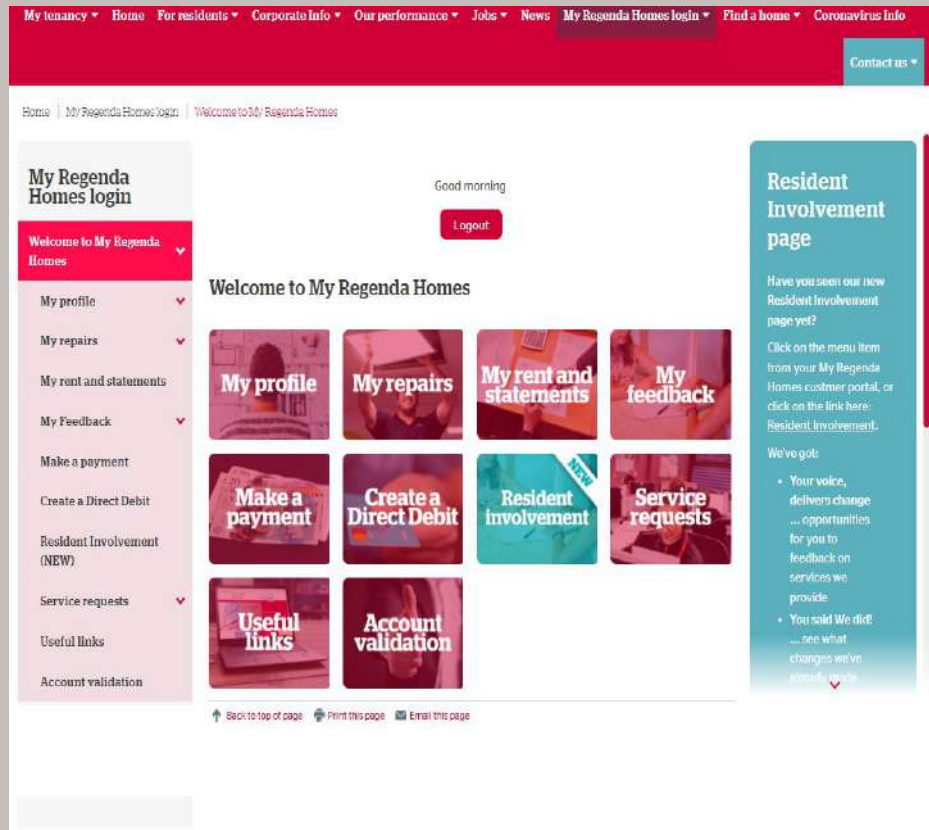 My tenancy Home For residents Corporate Info Our performance Jobs News My Regenda Homes login Find a home Coronavirus Info
Contact us
Home | My Regenda Homes login | Welcome to My Regenda Homes
My Regenda
Homes login
Welcome to My Regenda
Homes
My profile
My repairs
My rent and statements
My Feedback
Make a payment
Create a Direct Debit
Resident Involvement
(NEW)
Service requests
Useful links
Account validation
Good morning
Logout
Welcome to My Regenda Homes
My profile
My repairs
My rent and
statements
My
feedback
Make a
payment
Create a
Direct Debit
Resident
involvement
NEW
Service
requests
Useful
links
Account
validation
Back to top of page Print this page Email this page
Resident
Involvement
page
Have you seen our new
Resident Involvement
page yet?
Click on the menu item
from your My Regenda
Homes custmer portal, or
click on the link here:
Resident Involvement.
We've got:
• Your voice,
delivers change
... opportunities
for you to
feedback on
services we
provide
• You said We did!
... see what
changes we've
already made